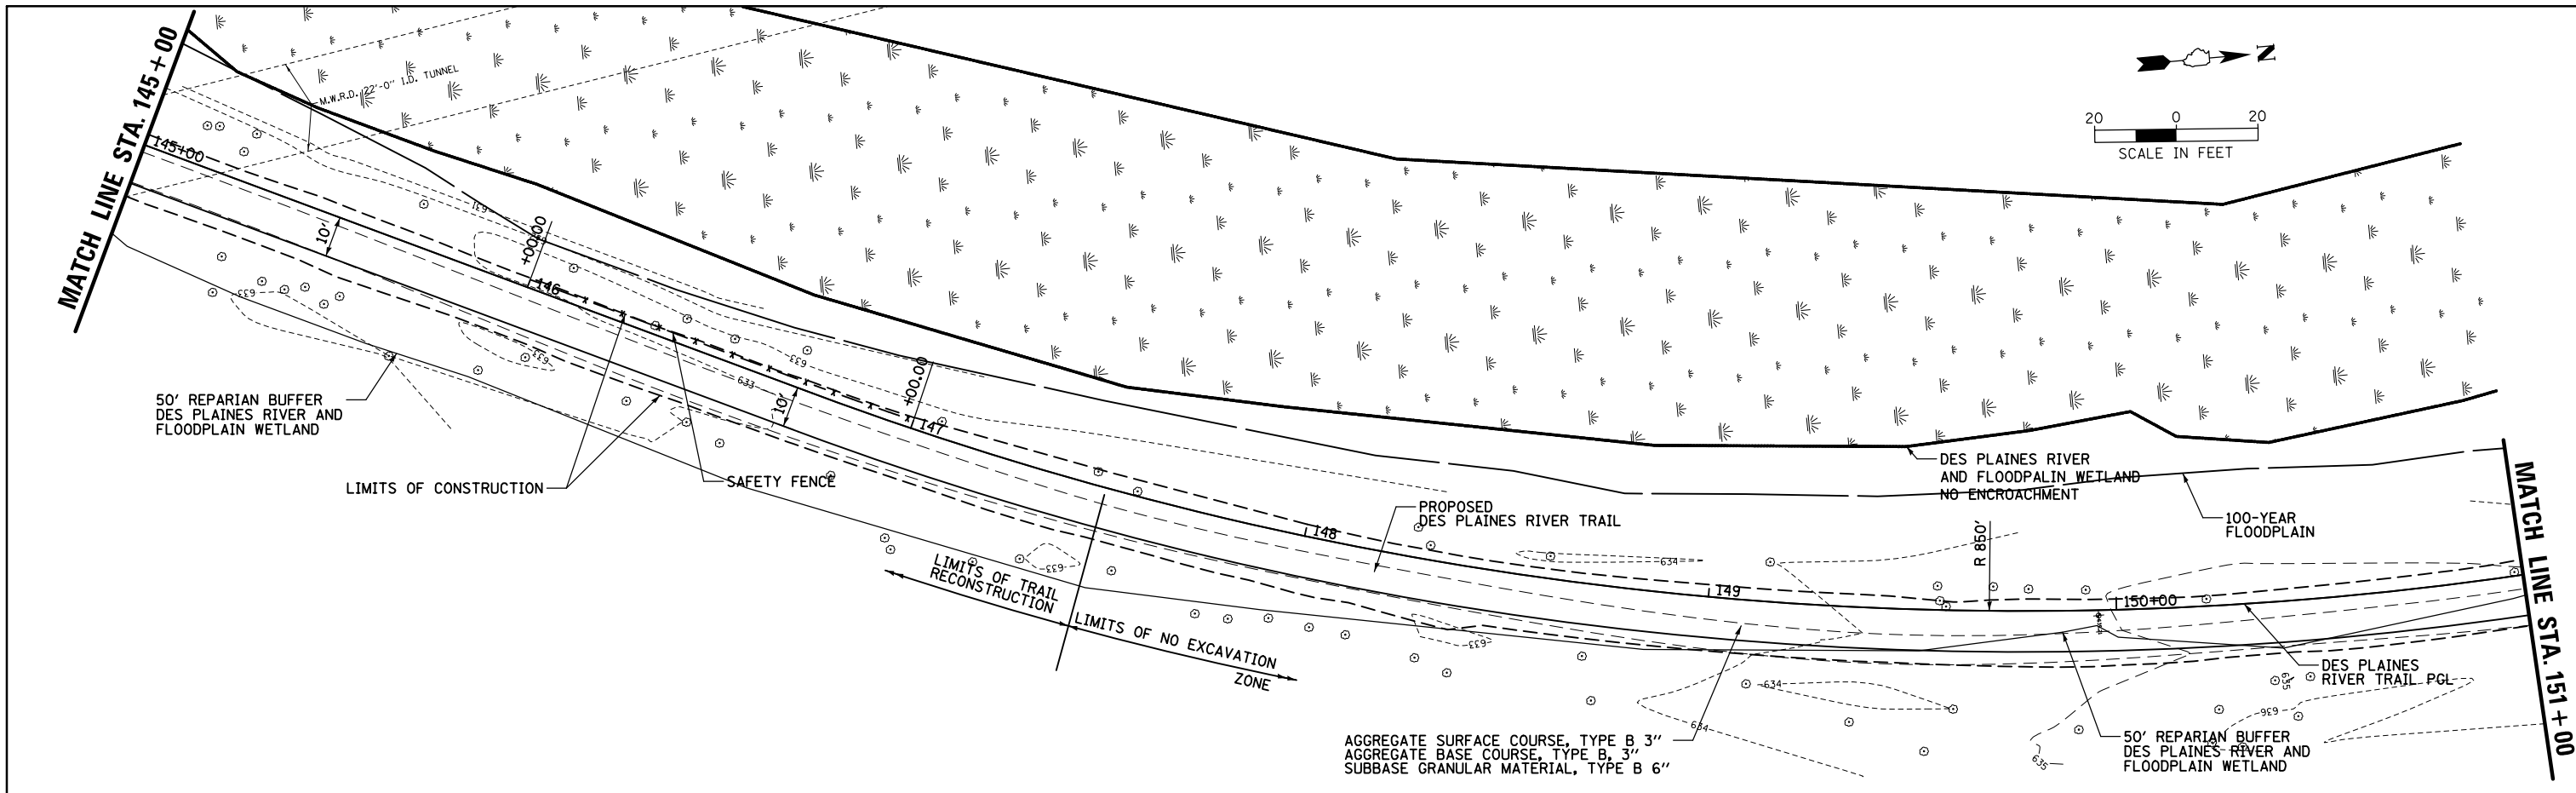 MATCH LINE STA. 145+00
M.W.R.D. 22'-0" I.D. TUNNEL
N
20 0 20
SCALE IN FEET
145+00
10'
631
+00.00
146
633
633
50' REPARIAN BUFFER
DES PLAINES RIVER AND
FLOODPLAIN WETLAND
LIMITS OF CONSTRUCTION
633
633
10'
+00.00
147
SAFETY FENCE
LIMITS OF TRAIL
RECONSTRUCTION
633
LIMITS OF NO EXCAVATION
ZONE
148
PROPOSED
DES PLAINES RIVER TRAIL
633
634
149
R 850'
DES PLAINES RIVER
AND FLOODPALIN WETLAND
NO ENCROACHMENT
100-YEAR
FLOODPLAIN
150+00
634
634
AGGREGATE SURFACE COURSE, TYPE B 3"
AGGREGATE BASE COURSE, TYPE B, 3"
SUBBASE GRANULAR MATERIAL, TYPE B 6"
DES PLAINES
RIVER TRAIL PGL
635
636
635
50' REPARIAN BUFFER
DES PLAINES RIVER AND
FLOODPLAIN WETLAND
MATCH LINE STA. 151+00